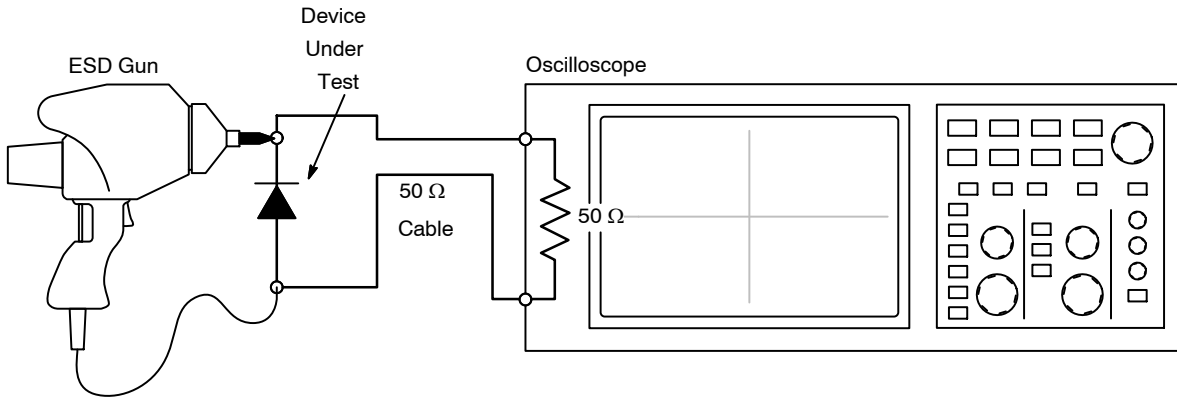 Device
Under
Test
ESD Gun
Oscilloscope
50 Ω
Cable
50 Ω